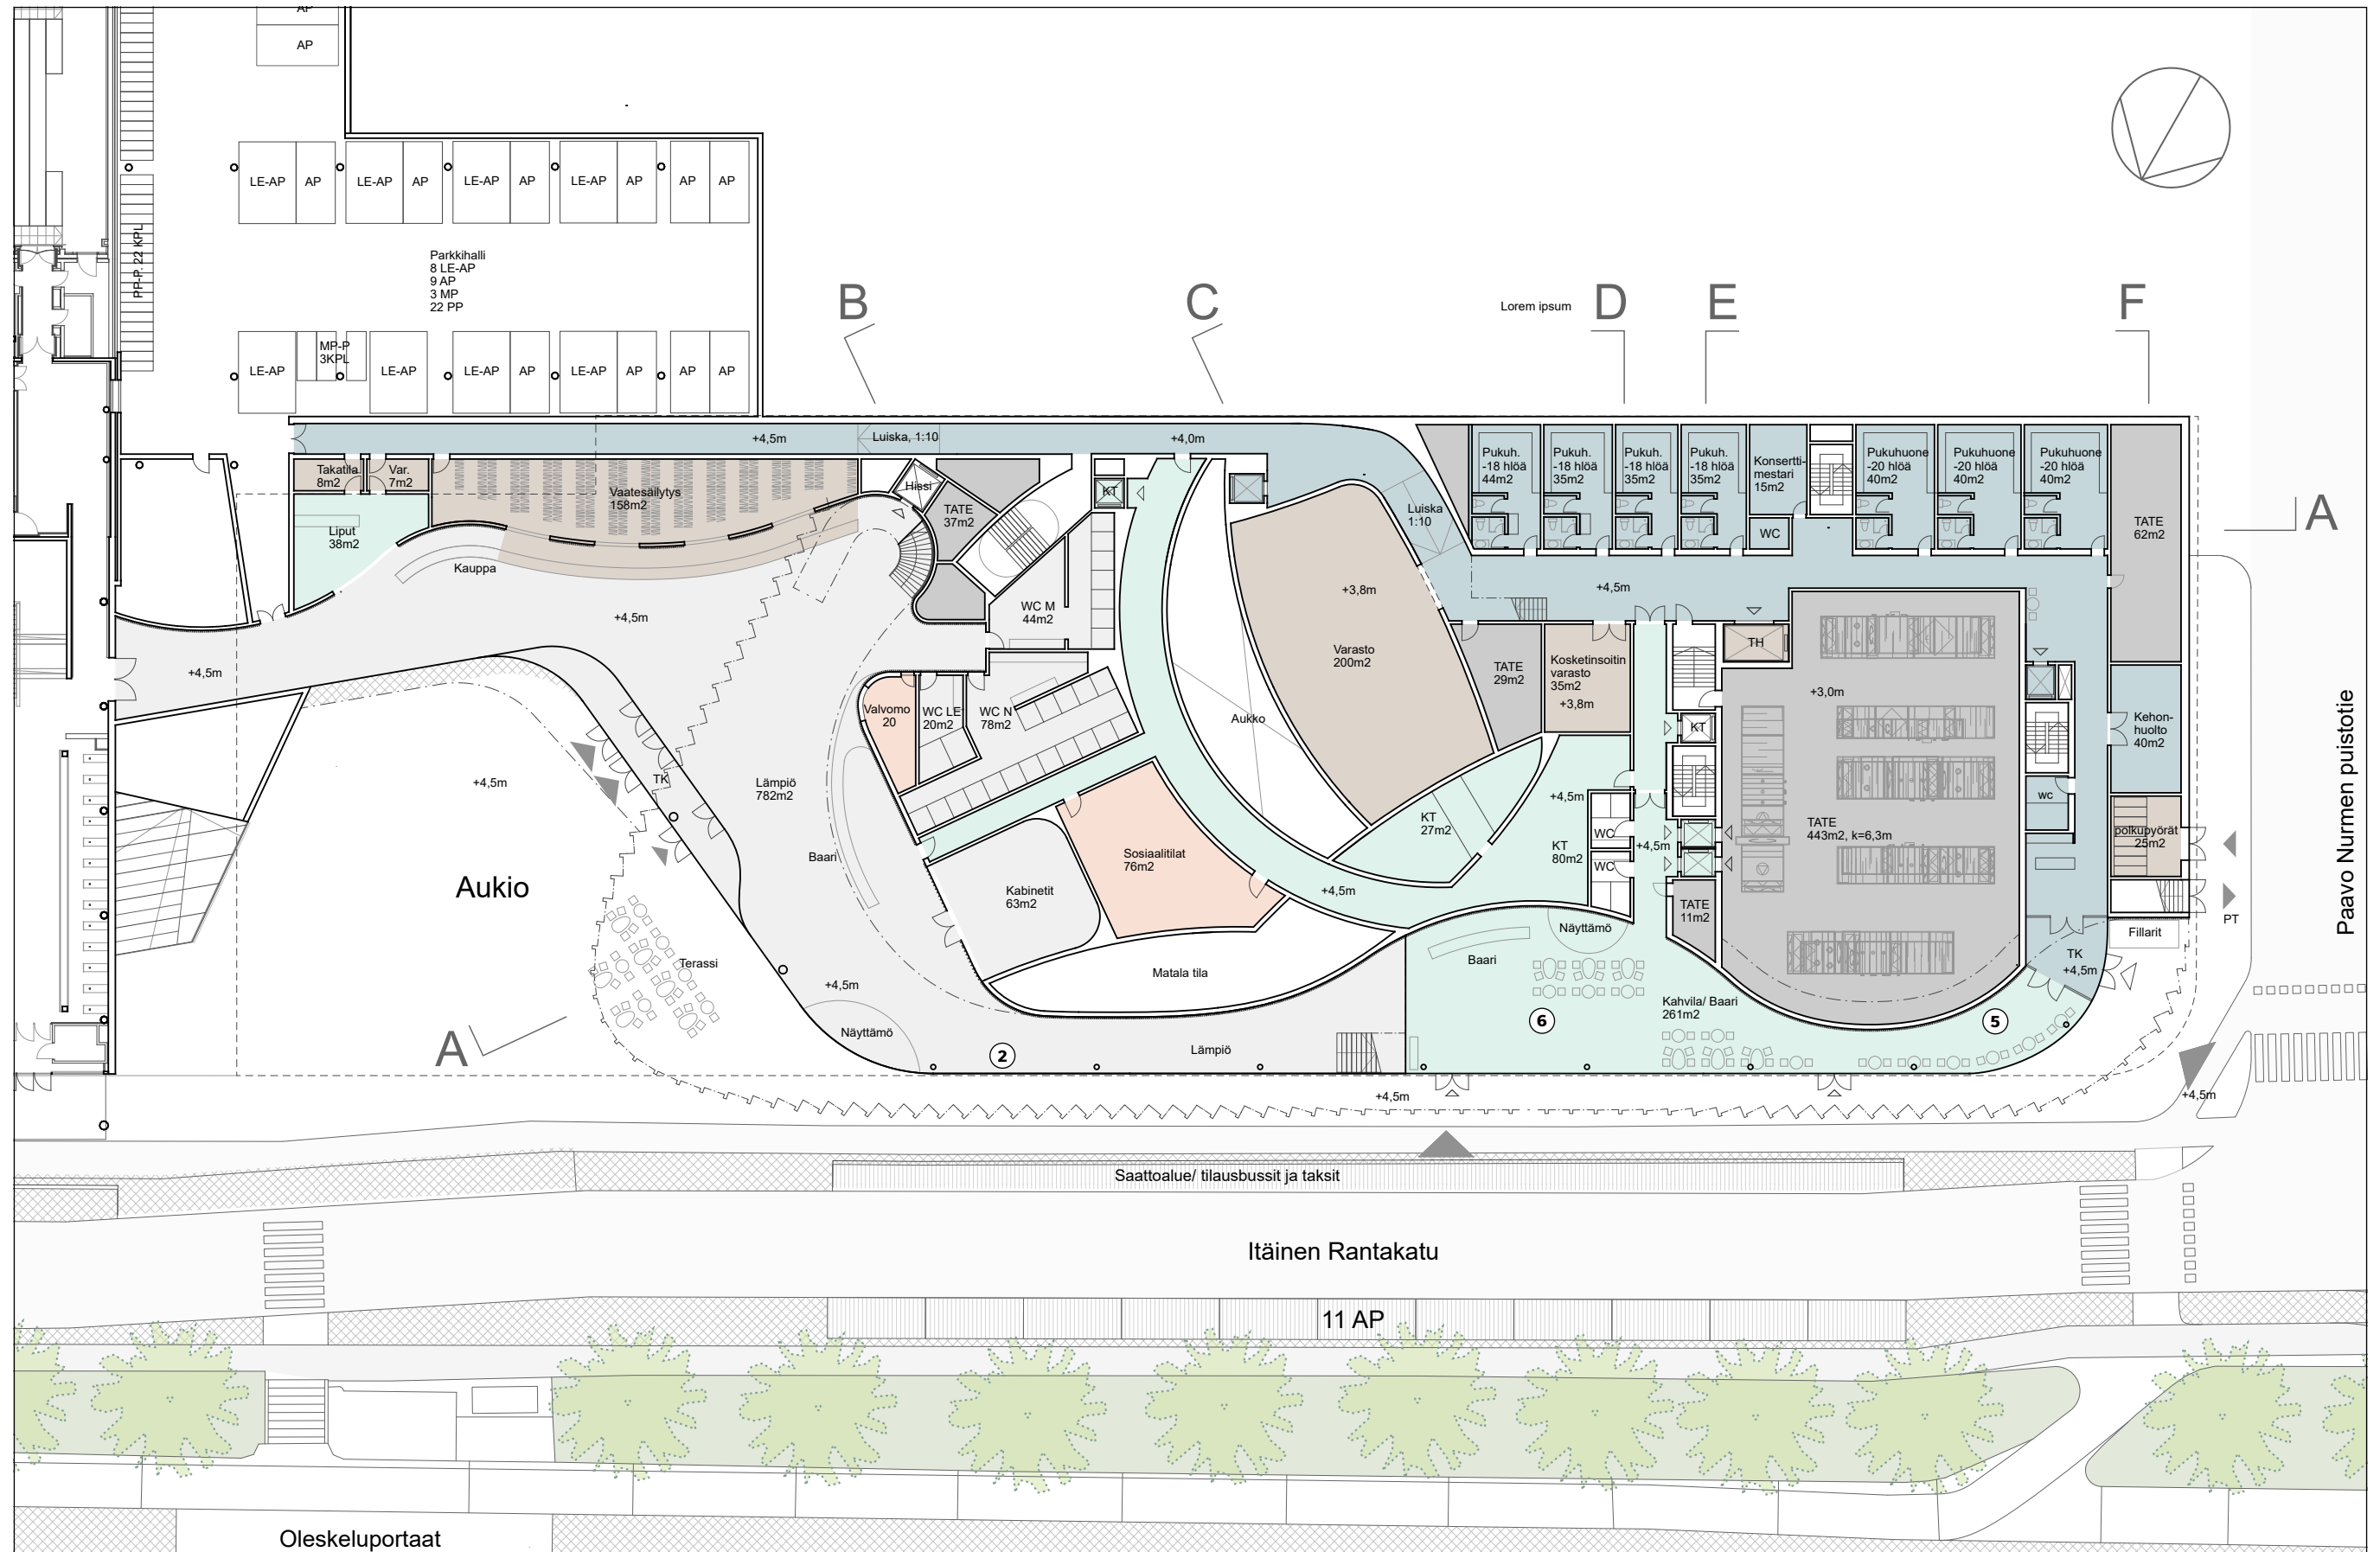 AP
AP
LE-AP
AP
LE-AP
AP
LE-AP
AP
LE-AP
AP
AP
AP
PP-P. 22 KPL
Parkkihalli
8 LE-AP
9 AP
3 MP
22 PP
LE-AP
MP-P
3KPL
LE-AP
LE-AP
AP
LE-AP
AP
AP
AP
B
C
Lorem ipsum
D
E
F
+4,5m
Luiska, 1:10
+4,0m
Takatila
8m2
Var.
7m2
Vaatesäilytys
158m2
Hissi
TATE
37m2
KT
Luiska
1:10
Pukuh.
-18 hlöä
44m2
Pukuh.
-18 hlöä
35m2
Pukuh.
-18 hlöä
35m2
Pukuh.
-18 hlöä
35m2
Konsertti-
mestari
15m2
WC
Pukuhuone
-20 hlöä
40m2
Pukuhuone
-20 hlöä
40m2
Pukuhuone
-20 hlöä
40m2
TATE
62m2
A
Liput
38m2
Kauppa
+4,5m
WC M
44m2
+3,8m
+4,5m
+4,5m
Valvomo
20
WC LE
20m2
WC N
78m2
Aukko
Varasto
200m2
TATE
29m2
Kosketinsoitin
varasto
35m2
+3,8m
TH
KT
+3,0m
Kehon-
huolto
40m2
Paavo Nurmen puistotie
+4,5m
TK
Lämpiö
782m2
Baari
Sosiaalitilat
76m2
Kabinetit
63m2
+4,5m
KT
27m2
+4,5m
KT
80m2
WC
WC
+4,5m
TATE
11m2
TATE
443m2, k=6,3m
wc
polkupyörät
25m2
PT
Fillarit
TK
+4,5m
Aukio
Terassi
Matala tila
Baari
Näyttämö
+4,5m
Kahvila/ Baari
261m2
6
5
A
Näyttämö
2
Lämpiö
+4,5m
+4,5m
Saattoalue/ tilausbussit ja taksit
Itäinen Rantakatu
11 AP
Oleskeluportaat